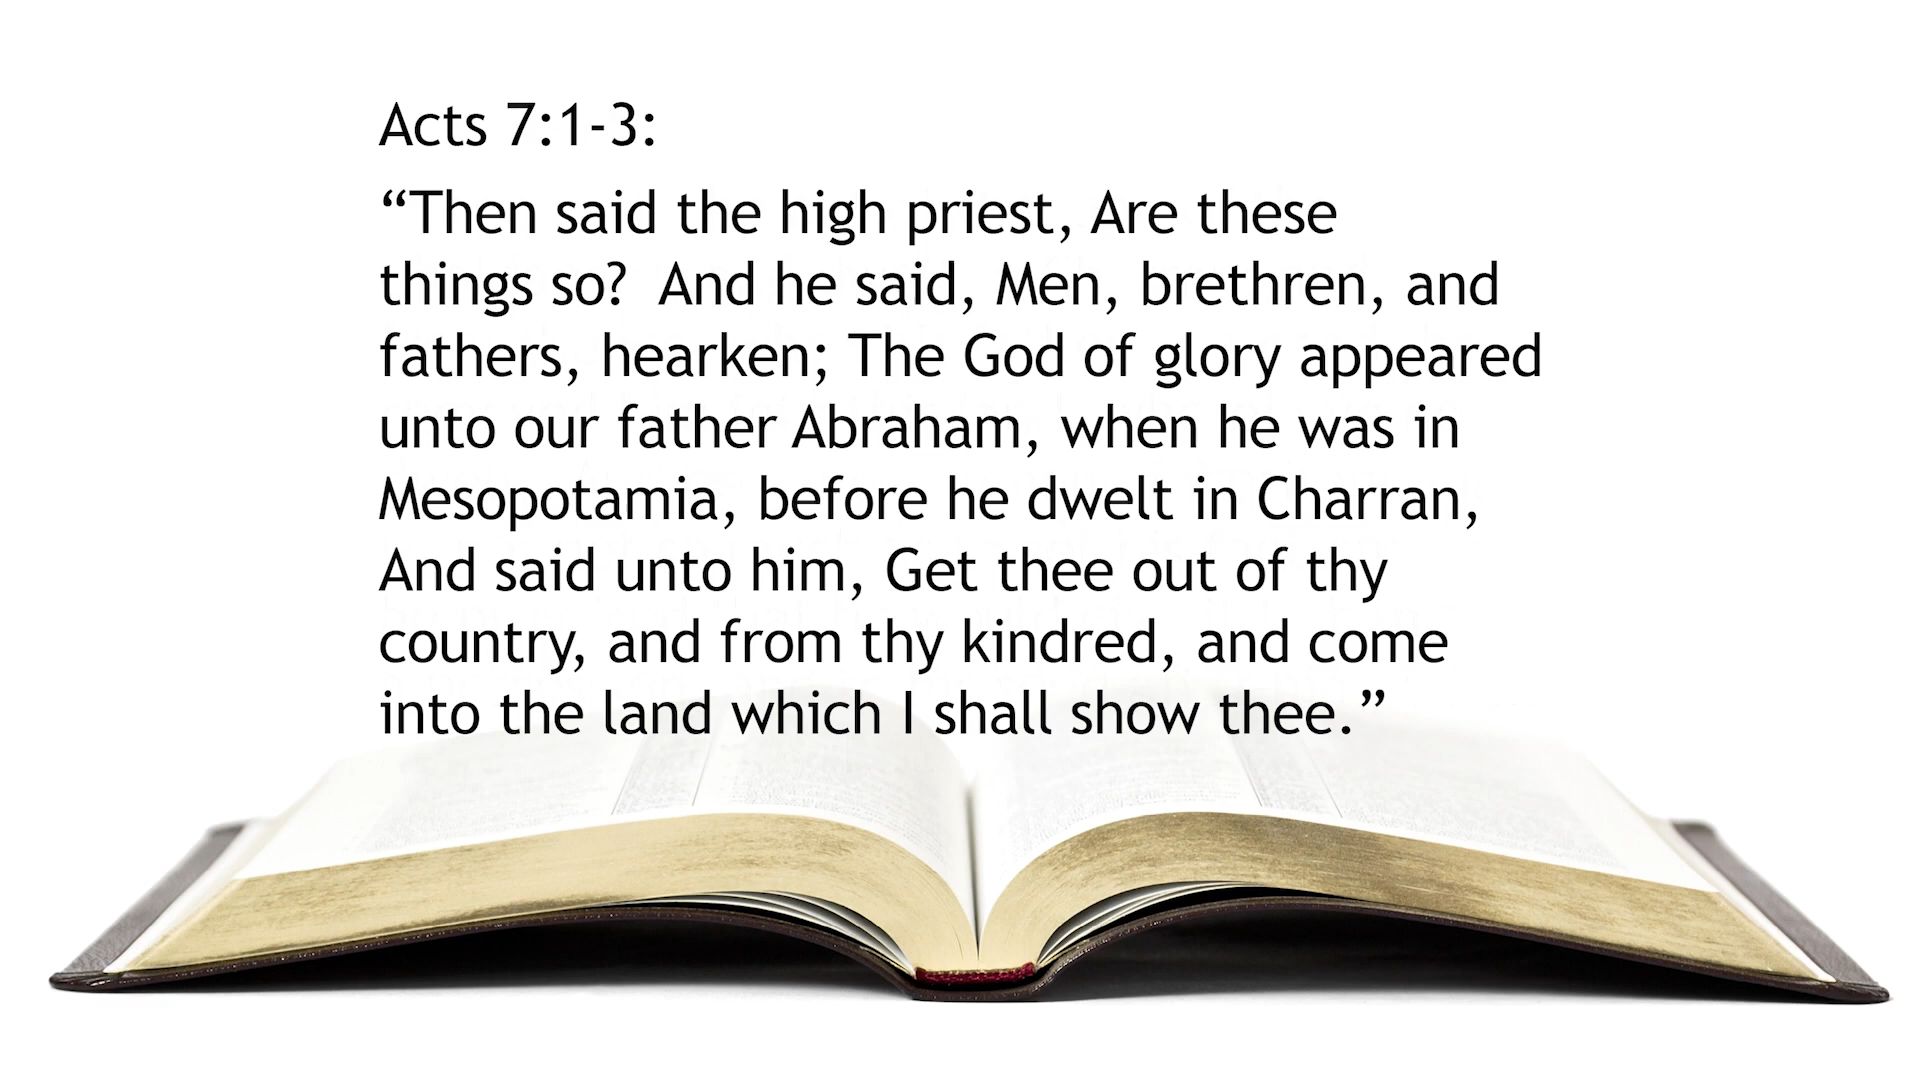 Acts 7:1-3:
“Then said the high priest, Are these
things so?  And he said, Men, brethren, and
fathers, hearken; The God of glory appeared
unto our father Abraham, when he was in
Mesopotamia, before he dwelt in Charran,
And said unto him, Get thee out of thy
country, and from thy kindred, and come
into the land which I shall show thee.”